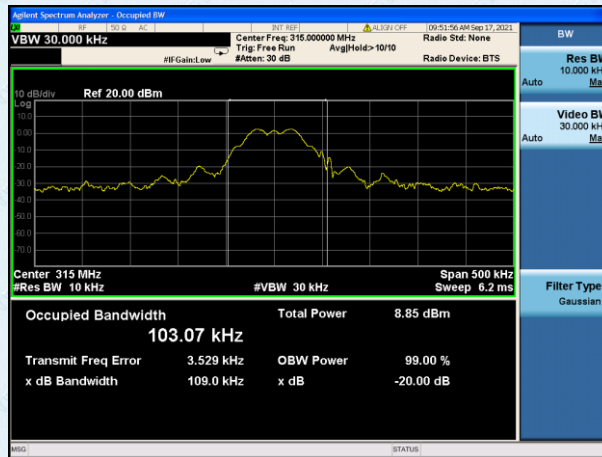 Agilent Spectrum Analyzer - Occupied BW
RF 50 Ω AC INT REF ALIGN OFF 09:51:56 AM Sep 17, 2021
VBW 30.000 kHz
Center Freq: 315.000000 MHz Radio Std: None
Trig: Free Run Avg|Hold:> 10/10
#IFGain:Low #Atten: 30 dB Radio Device: BTS
10 dB/div Ref 20.00 dBm
Log
10.0
0.00
-10.0
-20.0
-30.0
-40.0
-50.0
-60.0
-70.0
Center 315 MHz Span 500 kHz
#Res BW 10 kHz #VBW 30 kHz Sweep 6.2 ms
Occupied Bandwidth Total Power 8.85 dBm
103.07 kHz
Transmit Freq Error 3.529 kHz OBW Power 99.00 %
x dB Bandwidth 109.0 kHz x dB -20.00 dB
MSG STATUS
BW
Res BW
10.000 kH
Auto Ma
Video BW
30.000 kH
Auto Ma
Filter Type
Gaussian